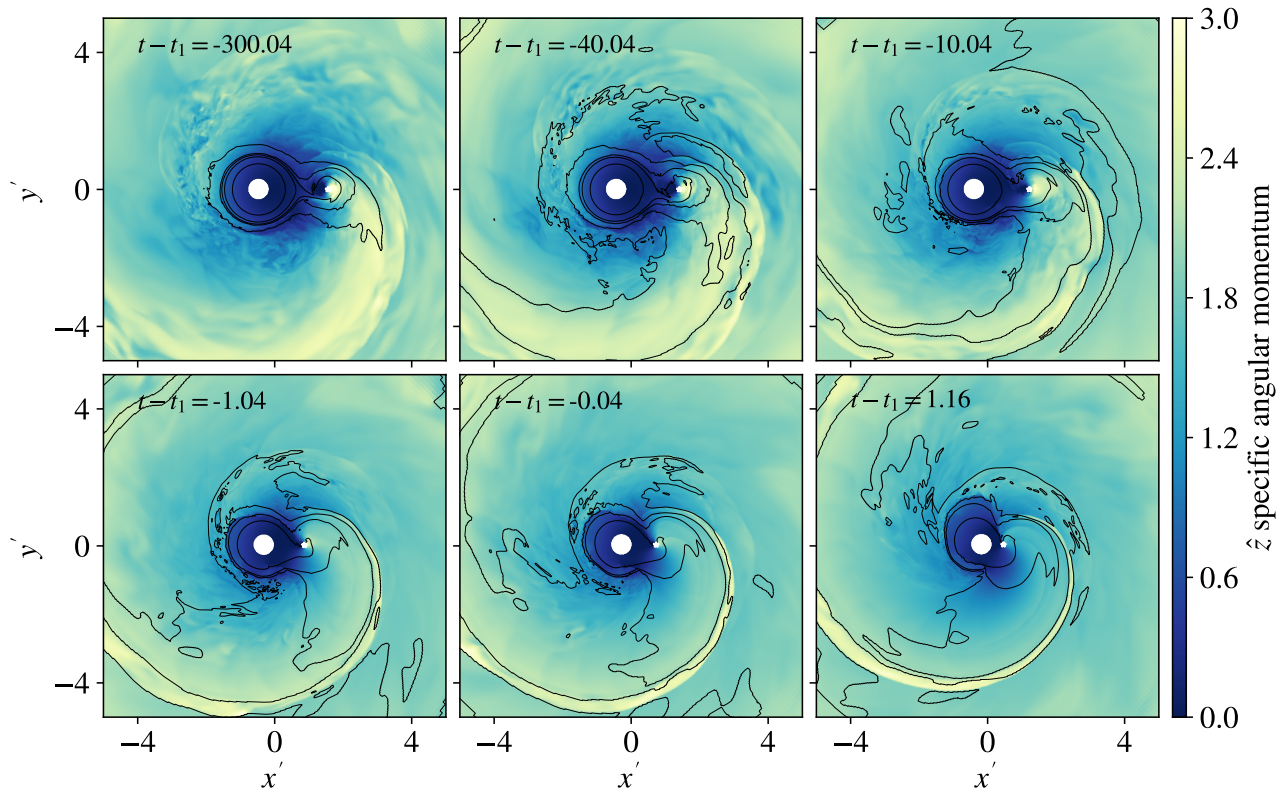 t − t₁ = -300.04
t − t₁ = -40.04
t − t₁ = -10.04
3.0
2.4
1.8
1.2
0.6
0.0
ẑ specific angular momentum
4
0
−4
y′
t − t₁ = -1.04
t − t₁ = -0.04
t − t₁ = 1.16
4
0
−4
y′
−4 0 4
−4 0 4
−4 0 4
x′
x′
x′